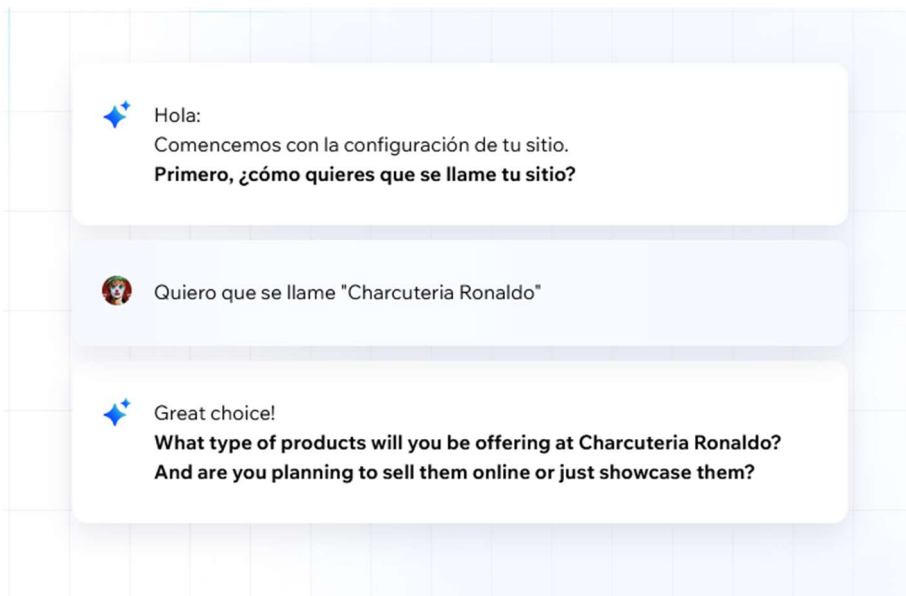 Hola:
Comencemos con la configuración de tu sitio.
Primero, ¿cómo quieres que se llame tu sitio?
Quiero que se llame "Charcuteria Ronaldo"
Great choice!
What type of products will you be offering at Charcuteria Ronaldo?
And are you planning to sell them online or just showcase them?